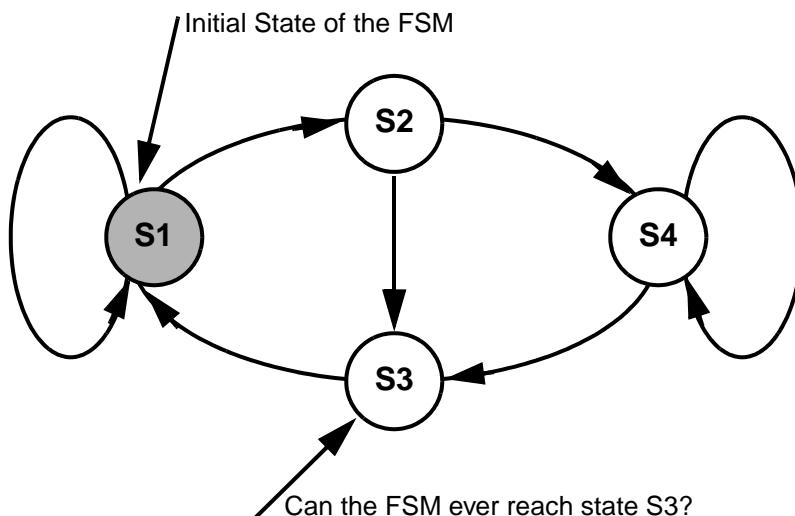 Initial State of the FSM
S2
S1
S4
S3
Can the FSM ever reach state S3?